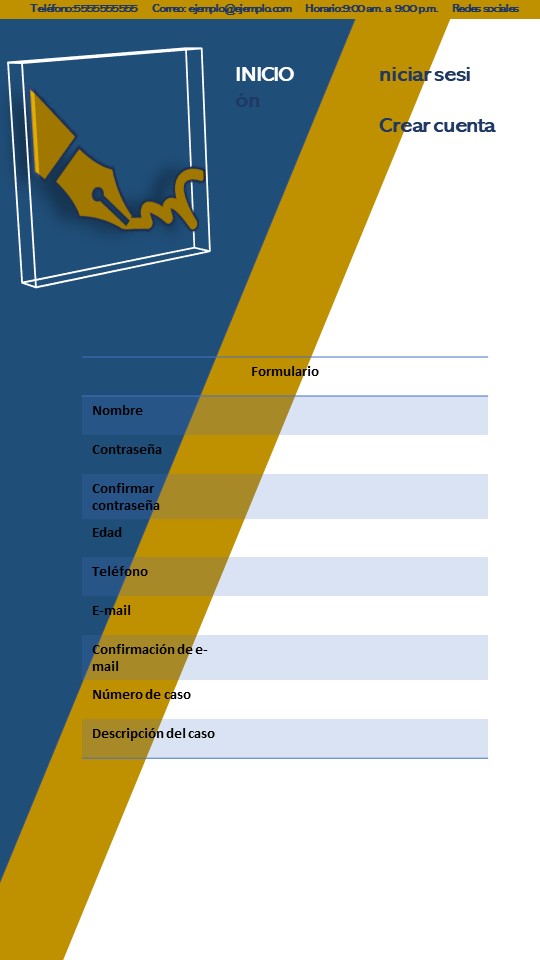 Teléfono:5555555555 Correo: ejemplo@ejemplo.com Horario:9:00 am. a 9:00 p.m. Redes sociales
INICIO niciar sesi
ón
Crear cuenta
Formulario
Nombre
Contraseña
Confirmar
contraseña
Edad
Teléfono
E-mail
Confirmación de e-
mail
Número de caso
Descripción del caso